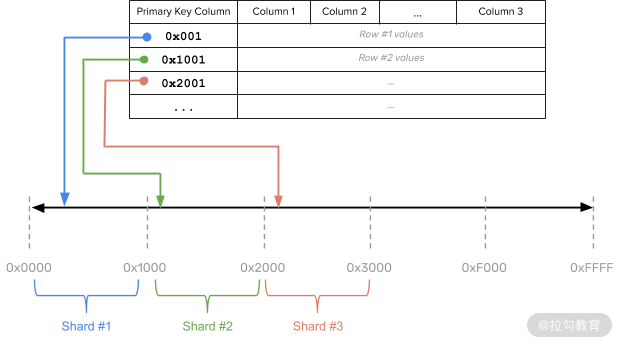 Primary Key Column Column 1 Column 2 ... Column 3
0x001 Row #1 values
0x1001 Row #2 values
0x2001 ...
... ...
0x0000 0x1000 0x2000 0x3000 0xF000 0xFFFF
Shard #1 Shard #2 Shard #3
@拉勾教育